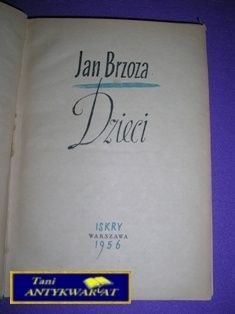 Jan Brzoza
Dzieci
ISKRY
WARSZAWA
1956
Tani
ANTYKWARIAT